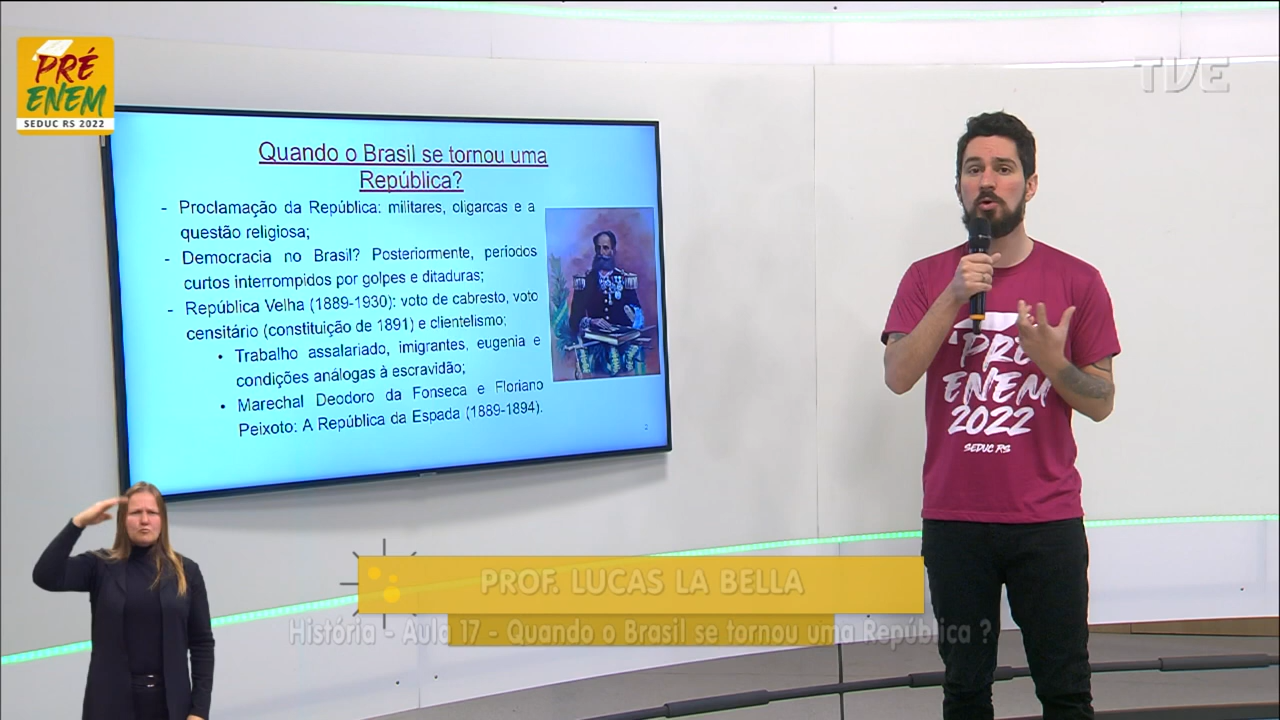 PRÉ
ENEM
SEDUC RS 2022
TVE
Quando o Brasil se tornou uma
República?
- Proclamação da República: militares, oligarcas e a
questão religiosa;
- Democracia no Brasil? Posteriormente, períodos
curtos interrompidos por golpes e ditaduras;
- República Velha (1889-1930): voto de cabresto, voto
censitário (constituição de 1891) e clientelismo;
• Trabalho assalariado, imigrantes, eugenia e
condições análogas à escravidão;
• Marechal Deodoro da Fonseca e Floriano
Peixoto: A República da Espada (1889-1894).
2
'PRÉ
ENEM
2022
SEDUC RS
PROF. LUCAS LA BELLA
História - Aula 17 - Quando o Brasil se tornou uma República ?